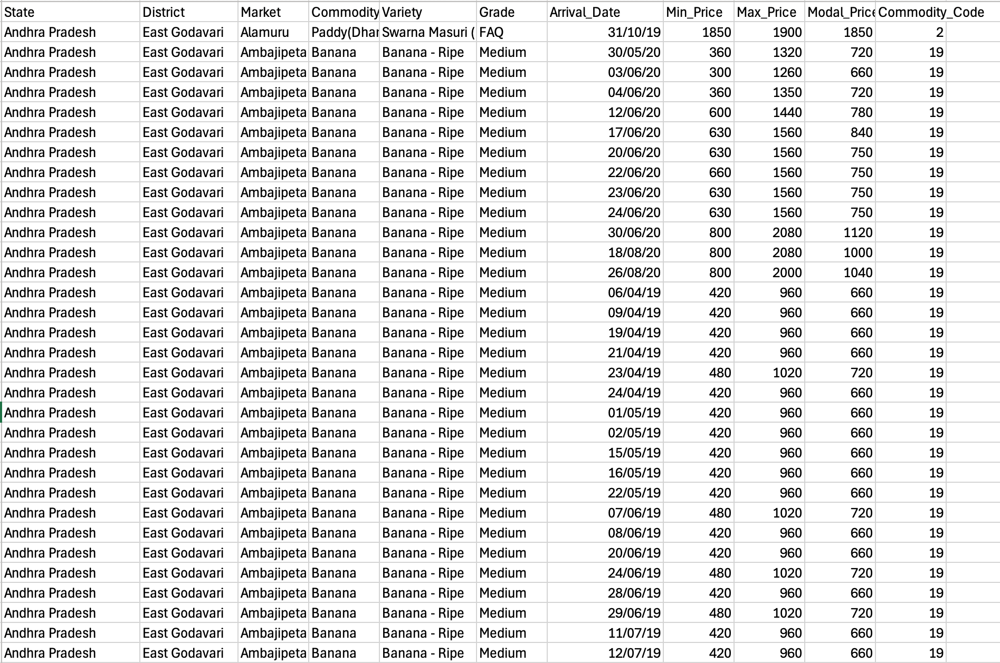 State District Market Commodity Variety Grade Arrival_Date Min_Price Max_Price Modal_Price Commodity_Code
Andhra Pradesh East Godavari Alamuru Paddy(Dhan Swarna Masuri ( FAQ 31/10/19 1850 1900 1850 2
Andhra Pradesh East Godavari Ambajipeta Banana Banana - Ripe Medium 30/05/20 360 1320 720 19
Andhra Pradesh East Godavari Ambajipeta Banana Banana - Ripe Medium 03/06/20 300 1260 660 19
Andhra Pradesh East Godavari Ambajipeta Banana Banana - Ripe Medium 04/06/20 360 1350 720 19
Andhra Pradesh East Godavari Ambajipeta Banana Banana - Ripe Medium 12/06/20 600 1440 780 19
Andhra Pradesh East Godavari Ambajipeta Banana Banana - Ripe Medium 17/06/20 630 1560 840 19
Andhra Pradesh East Godavari Ambajipeta Banana Banana - Ripe Medium 20/06/20 630 1560 750 19
Andhra Pradesh East Godavari Ambajipeta Banana Banana - Ripe Medium 22/06/20 660 1560 750 19
Andhra Pradesh East Godavari Ambajipeta Banana Banana - Ripe Medium 23/06/20 630 1560 750 19
Andhra Pradesh East Godavari Ambajipeta Banana Banana - Ripe Medium 24/06/20 630 1560 750 19
Andhra Pradesh East Godavari Ambajipeta Banana Banana - Ripe Medium 30/06/20 800 2080 1120 19
Andhra Pradesh East Godavari Ambajipeta Banana Banana - Ripe Medium 18/08/20 800 2080 1000 19
Andhra Pradesh East Godavari Ambajipeta Banana Banana - Ripe Medium 26/08/20 800 2000 1040 19
Andhra Pradesh East Godavari Ambajipeta Banana Banana - Ripe Medium 06/04/19 420 960 660 19
Andhra Pradesh East Godavari Ambajipeta Banana Banana - Ripe Medium 09/04/19 420 960 660 19
Andhra Pradesh East Godavari Ambajipeta Banana Banana - Ripe Medium 19/04/19 420 960 660 19
Andhra Pradesh East Godavari Ambajipeta Banana Banana - Ripe Medium 21/04/19 420 960 660 19
Andhra Pradesh East Godavari Ambajipeta Banana Banana - Ripe Medium 23/04/19 480 1020 720 19
Andhra Pradesh East Godavari Ambajipeta Banana Banana - Ripe Medium 24/04/19 420 960 660 19
Andhra Pradesh East Godavari Ambajipeta Banana Banana - Ripe Medium 01/05/19 420 960 660 19
Andhra Pradesh East Godavari Ambajipeta Banana Banana - Ripe Medium 02/05/19 420 960 660 19
Andhra Pradesh East Godavari Ambajipeta Banana Banana - Ripe Medium 15/05/19 420 960 660 19
Andhra Pradesh East Godavari Ambajipeta Banana Banana - Ripe Medium 16/05/19 420 960 660 19
Andhra Pradesh East Godavari Ambajipeta Banana Banana - Ripe Medium 22/05/19 420 960 660 19
Andhra Pradesh East Godavari Ambajipeta Banana Banana - Ripe Medium 07/06/19 480 1020 720 19
Andhra Pradesh East Godavari Ambajipeta Banana Banana - Ripe Medium 08/06/19 420 960 660 19
Andhra Pradesh East Godavari Ambajipeta Banana Banana - Ripe Medium 20/06/19 420 960 660 19
Andhra Pradesh East Godavari Ambajipeta Banana Banana - Ripe Medium 24/06/19 480 1020 720 19
Andhra Pradesh East Godavari Ambajipeta Banana Banana - Ripe Medium 28/06/19 420 960 660 19
Andhra Pradesh East Godavari Ambajipeta Banana Banana - Ripe Medium 29/06/19 480 1020 720 19
Andhra Pradesh East Godavari Ambajipeta Banana Banana - Ripe Medium 11/07/19 420 960 660 19
Andhra Pradesh East Godavari Ambajipeta Banana Banana - Ripe Medium 12/07/19 420 960 660 19